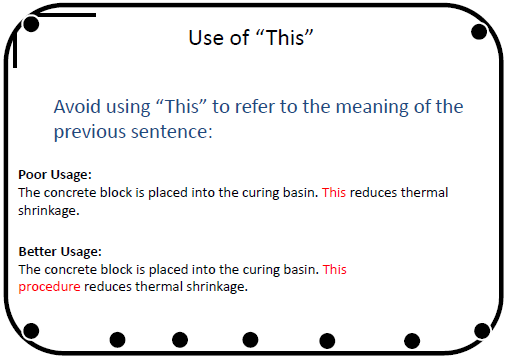 Use of “This”
Avoid using “This” to refer to the meaning of the
previous sentence:
Poor Usage:
The concrete block is placed into the curing basin. This reduces thermal
shrinkage.
Better Usage:
The concrete block is placed into the curing basin. This
procedure reduces thermal shrinkage.